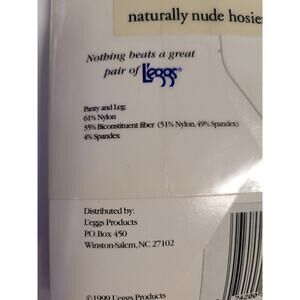 naturally nude hosie
Nothing beats a great
pair of L'eggs®
Panty and Leg:
61% Nylon
35% Biconstituent fiber (51% Nylon, 49% Spandex)
4% Spandex
Distributed by:
L'eggs Products
P.O. Box 450
Winston-Salem, NC 27102
©1999 L'eggs Products